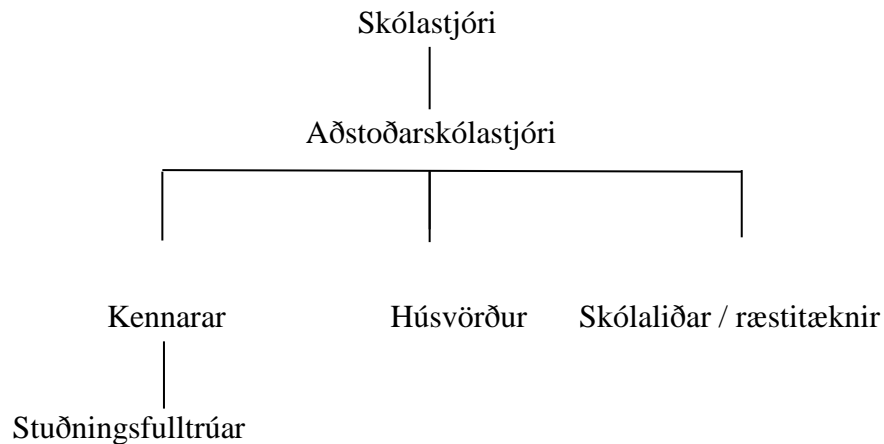 Skólastjóri
Aðstoðarskólastjóri
Kennarar Húsvörður Skólaliðar / ræstitæknir
Stuðningsfulltrúar